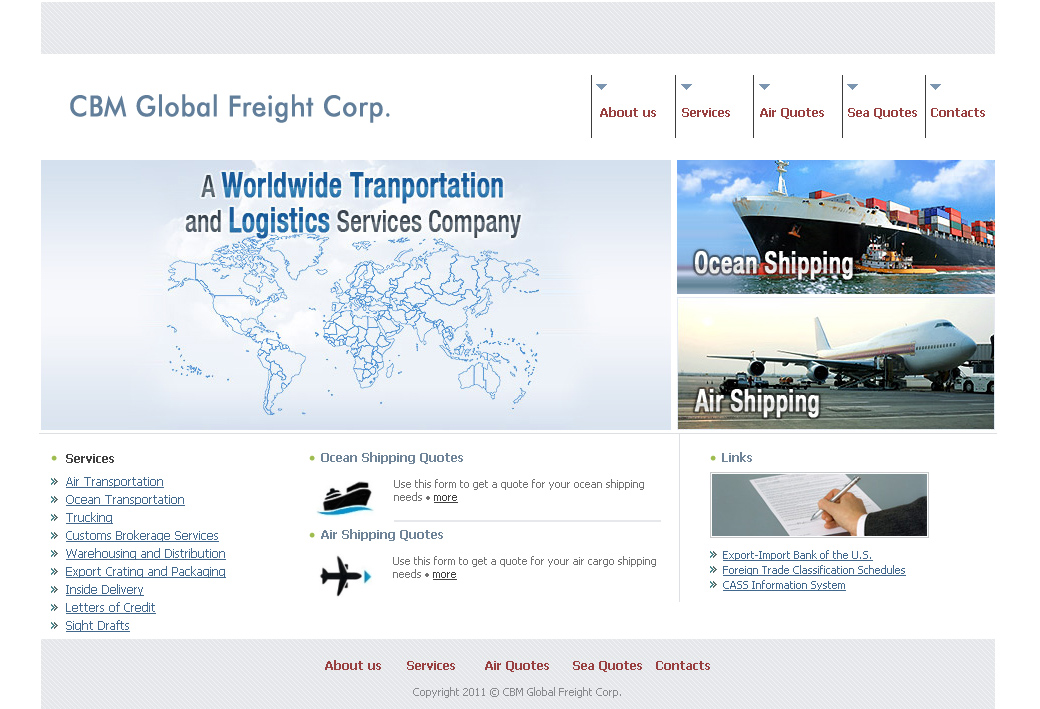 CBM Global Freight Corp.
About us
Services
Air Quotes
Sea Quotes
Contacts
A Worldwide Tranportation
and Logistics Services Company
Ocean Shipping
Air Shipping
Services
Air Transportation
Ocean Transportation
Trucking
Customs Brokerage Services
Warehousing and Distribution
Export Crating and Packaging
Inside Delivery
Letters of Credit
Sight Drafts
Ocean Shipping Quotes
Use this form to get a quote for your ocean shipping
needs • more
Air Shipping Quotes
Use this form to get a quote for your air cargo shipping
needs • more
Links
Export-Import Bank of the U.S.
Foreign Trade Classification Schedules
CASS Information System
About us Services Air Quotes Sea Quotes Contacts
Copyright 2011 © CBM Global Freight Corp.